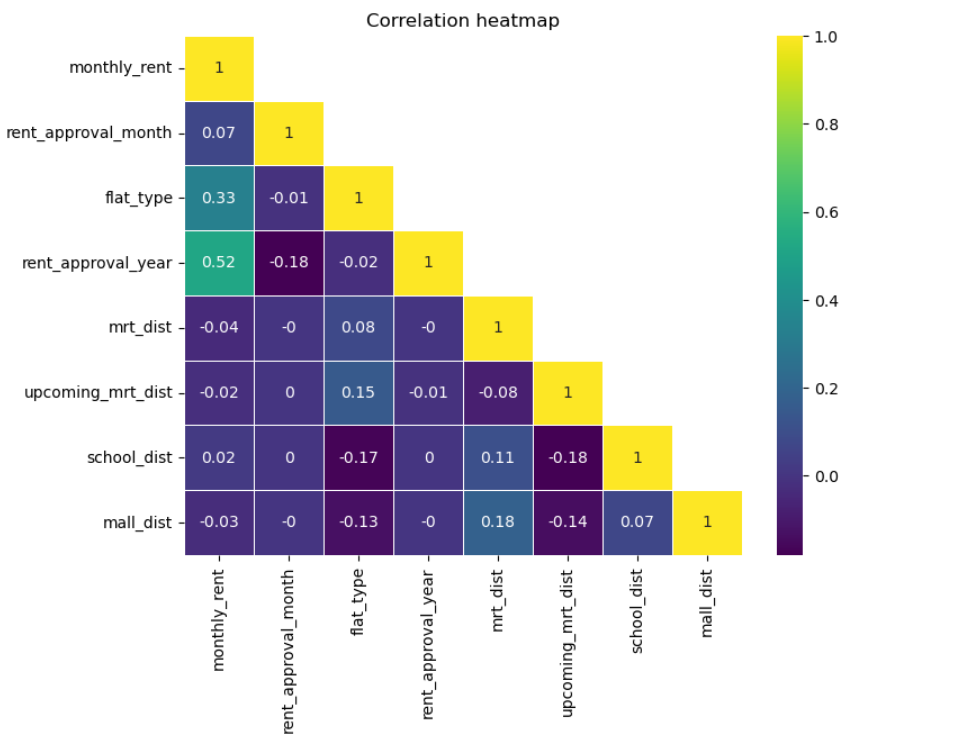 Correlation heatmap
monthly_rent 1
rent_approval_month 0.07 1
flat_type 0.33 -0.01 1
rent_approval_year 0.52 -0.18 -0.02 1
mrt_dist -0.04 -0 0.08 -0 1
upcoming_mrt_dist -0.02 0 0.15 -0.01 -0.08 1
school_dist 0.02 0 -0.17 0 0.11 -0.18 1
mall_dist -0.03 -0 -0.13 -0 0.18 -0.14 0.07 1
monthly_rent
rent_approval_month
flat_type
rent_approval_year
mrt_dist
upcoming_mrt_dist
school_dist
mall_dist
1.0
0.8
0.6
0.4
0.2
0.0